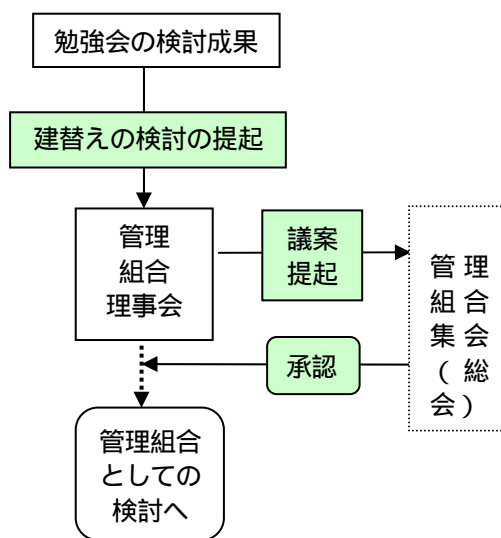 勉強会の検討成果
建替えの検討の提起
管理
組合
理事会
議案
提起
管理
組合
集会
(総
会)
承認
管理組合
としての
検討へ